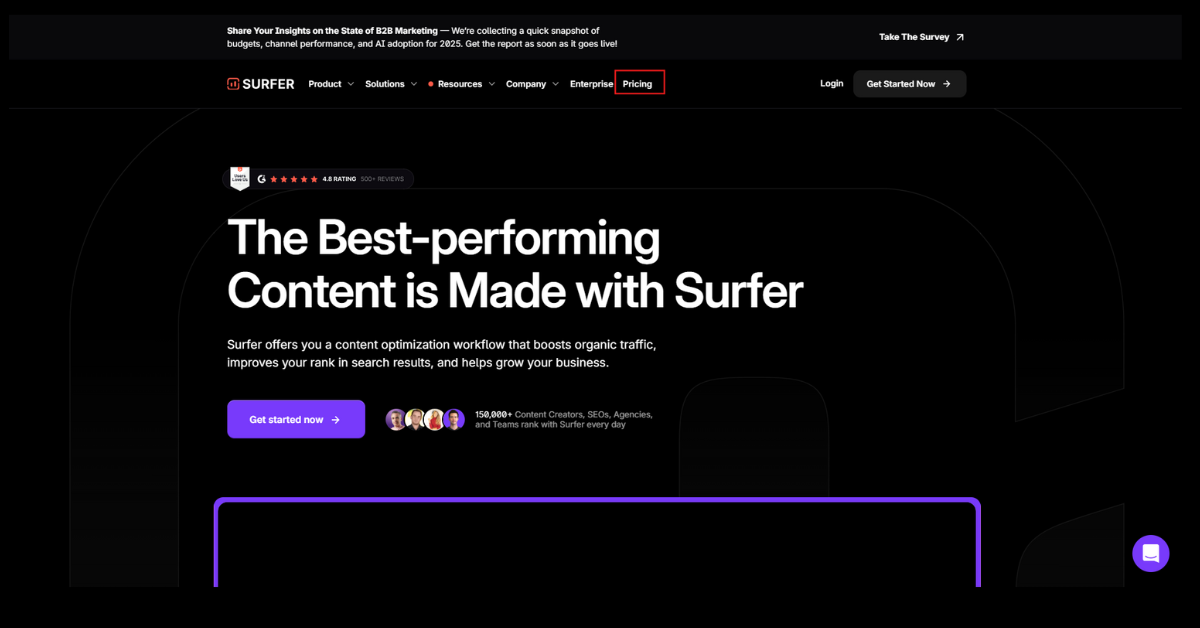 Share Your Insights on the State of B2B Marketing — We're collecting a quick snapshot of
budgets, channel performance, and AI adoption for 2025. Get the report as soon as it goes live!
Take The Survey
SURFER
Product
Solutions
Resources
Company
Enterprise
Pricing
Login
Get Started Now
Users
Love Us
4.8 RATING 500+ REVIEWS
The Best-performing
Content is Made with Surfer
Surfer offers you a content optimization workflow that boosts organic traffic,
improves your rank in search results, and helps grow your business.
Get started now
150,000+ Content Creators, SEOs, Agencies,
and Teams rank with Surfer every day